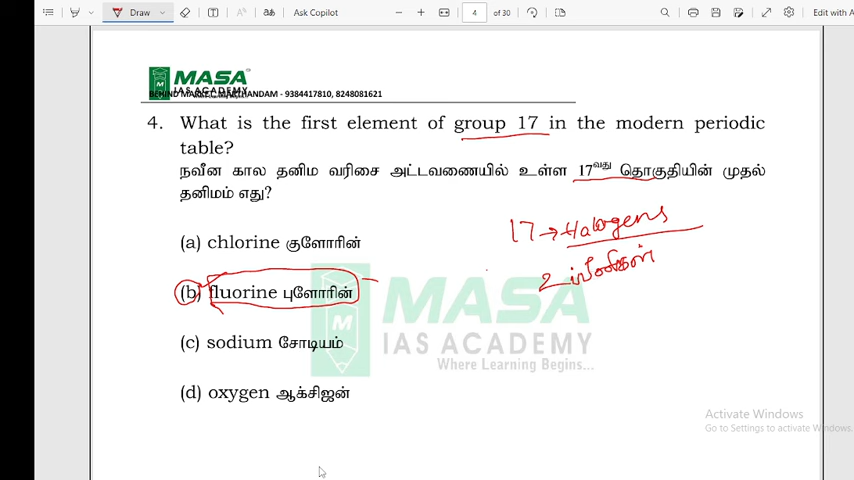 Draw
Ask Copilot
4
of 30
Edit with A
MASA
IAS ACADEMY
BEHIND MARKET, MARTHANDAM - 9384417810, 8248081621
4. What is the first element of group 17 in the modern periodic
table?
நவீன கால தனிம வரிசை அட்டவணையில் உள்ள 17வது தொகுதியின் முதல்
தனிமம் எது?
17 → Halogens
(a) chlorine குளோரின்
(b) fluorine புளோரின்
(c) sodium சோடியம்
(d) oxygen ஆக்சிஜன்
MASA
IAS ACADEMY
Where Learning Begins...
Activate Windows
Go to Settings to activate Windows.